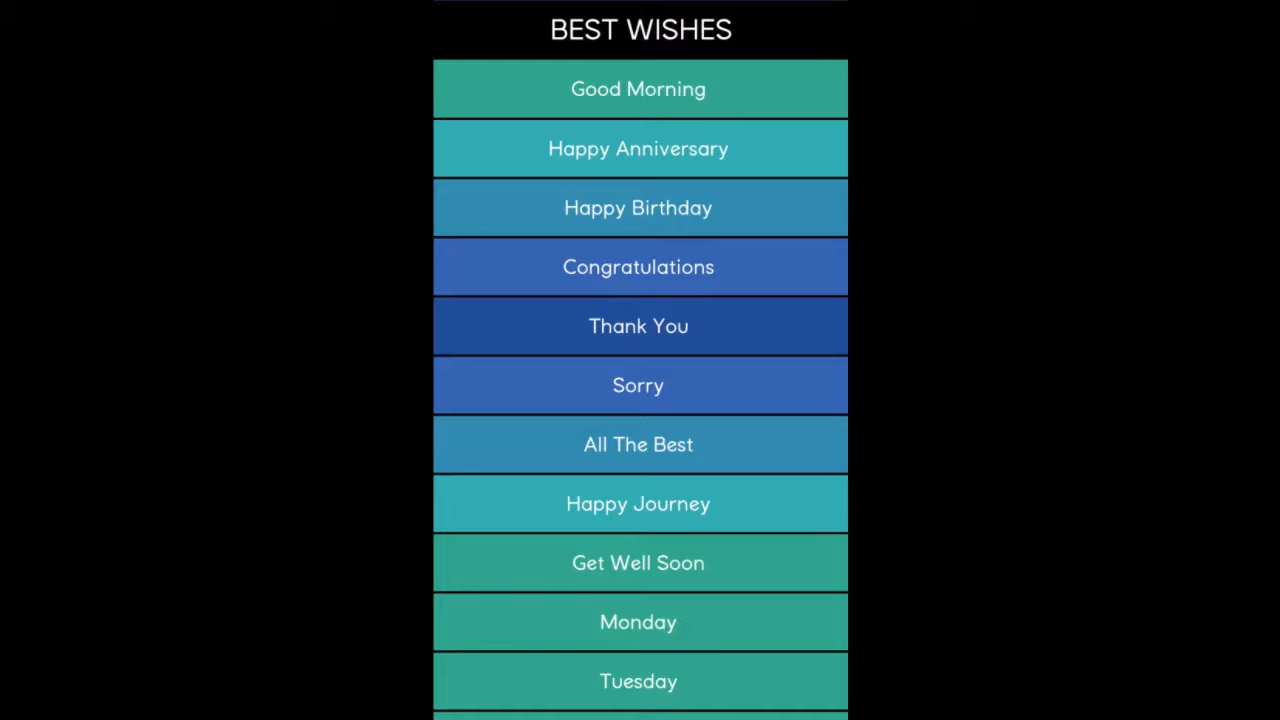 BEST WISHES
Good Morning
Happy Anniversary
Happy Birthday
Congratulations
Thank You
Sorry
All The Best
Happy Journey
Get Well Soon
Monday
Tuesday